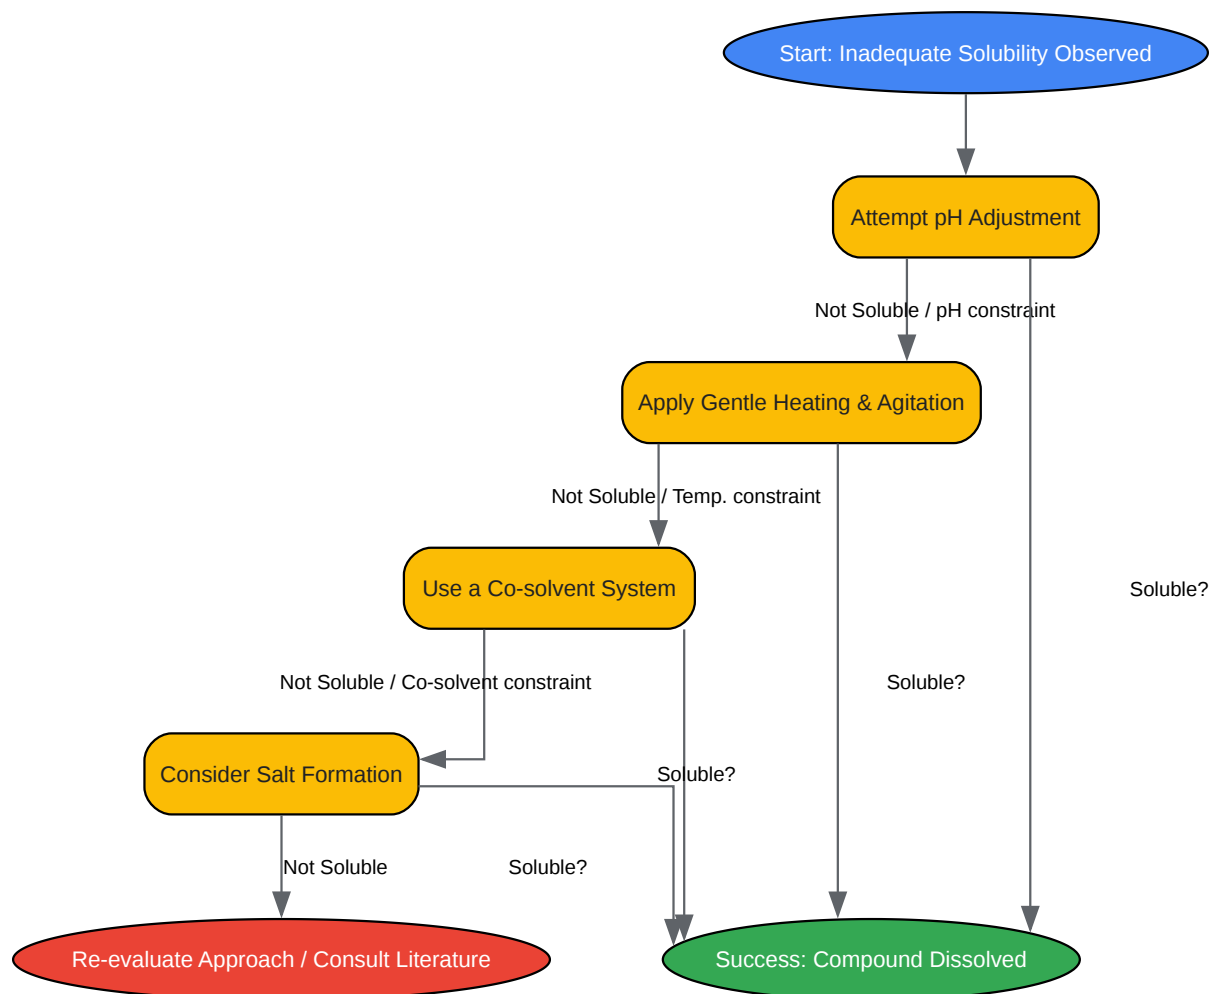 Start: Inadequate Solubility Observed
Attempt pH Adjustment
Not Soluble / pH constraint
Apply Gentle Heating & Agitation
Not Soluble / Temp. constraint
Use a Co-solvent System
Soluble?
Not Soluble / Co-solvent constraint
Soluble?
Consider Salt Formation
Soluble?
Not Soluble
Soluble?
Re-evaluate Approach / Consult Literature
Success: Compound Dissolved